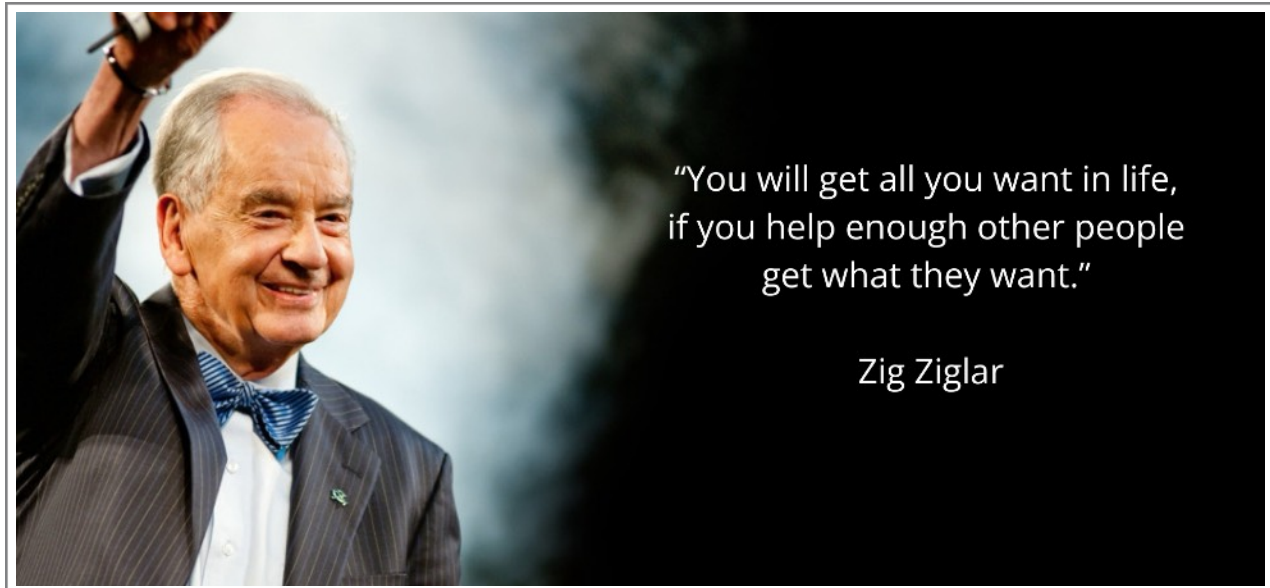 “You will get all you want in life,
if you help enough other people
get what they want.”
Zig Ziglar